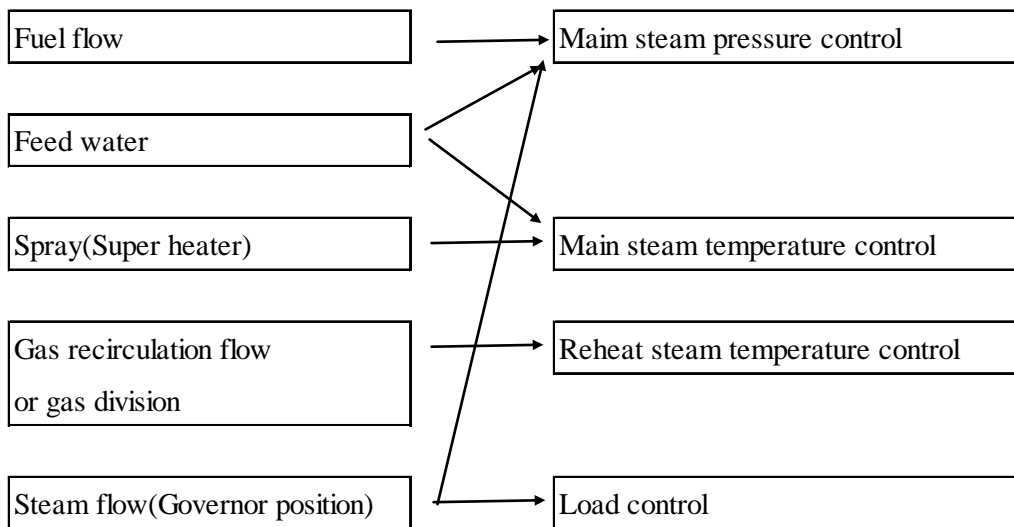 Fuel flow
Maim steam pressure control
Feed water
Spray(Super heater)
Main steam temperature control
Gas recirculation flow
or gas division
Reheat steam temperature control
Steam flow(Governor position)
Load control